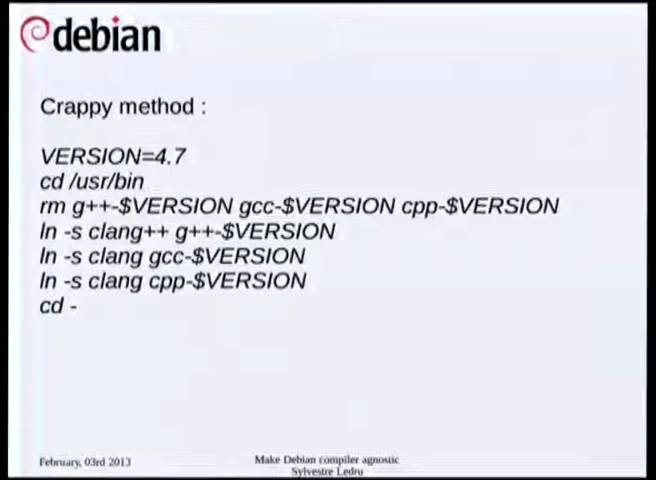 debian
Crappy method :
VERSION=4.7
cd /usr/bin
rm g++-$VERSION gcc-$VERSION cpp-$VERSION
ln -s clang++ g++-$VERSION
ln -s clang gcc-$VERSION
ln -s clang cpp-$VERSION
cd -
February, 03rd 2013
Make Debian compiler agnostic
Sylvestre Ledru